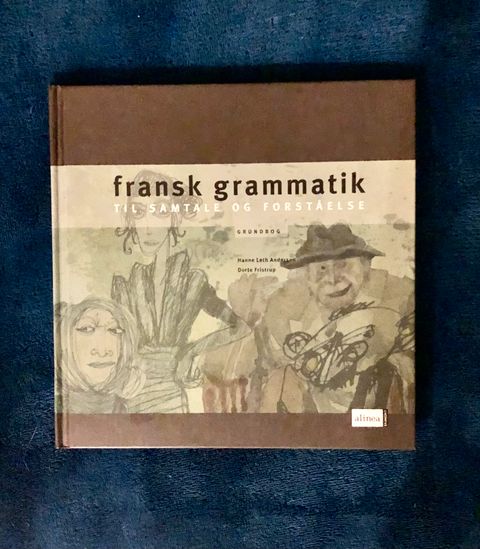 fransk grammatik
TIL SAMTALE OG FORSTÅELSE
GRUNDBOG
Hanne Leth Andersen
Dorte Fristrup
alinea